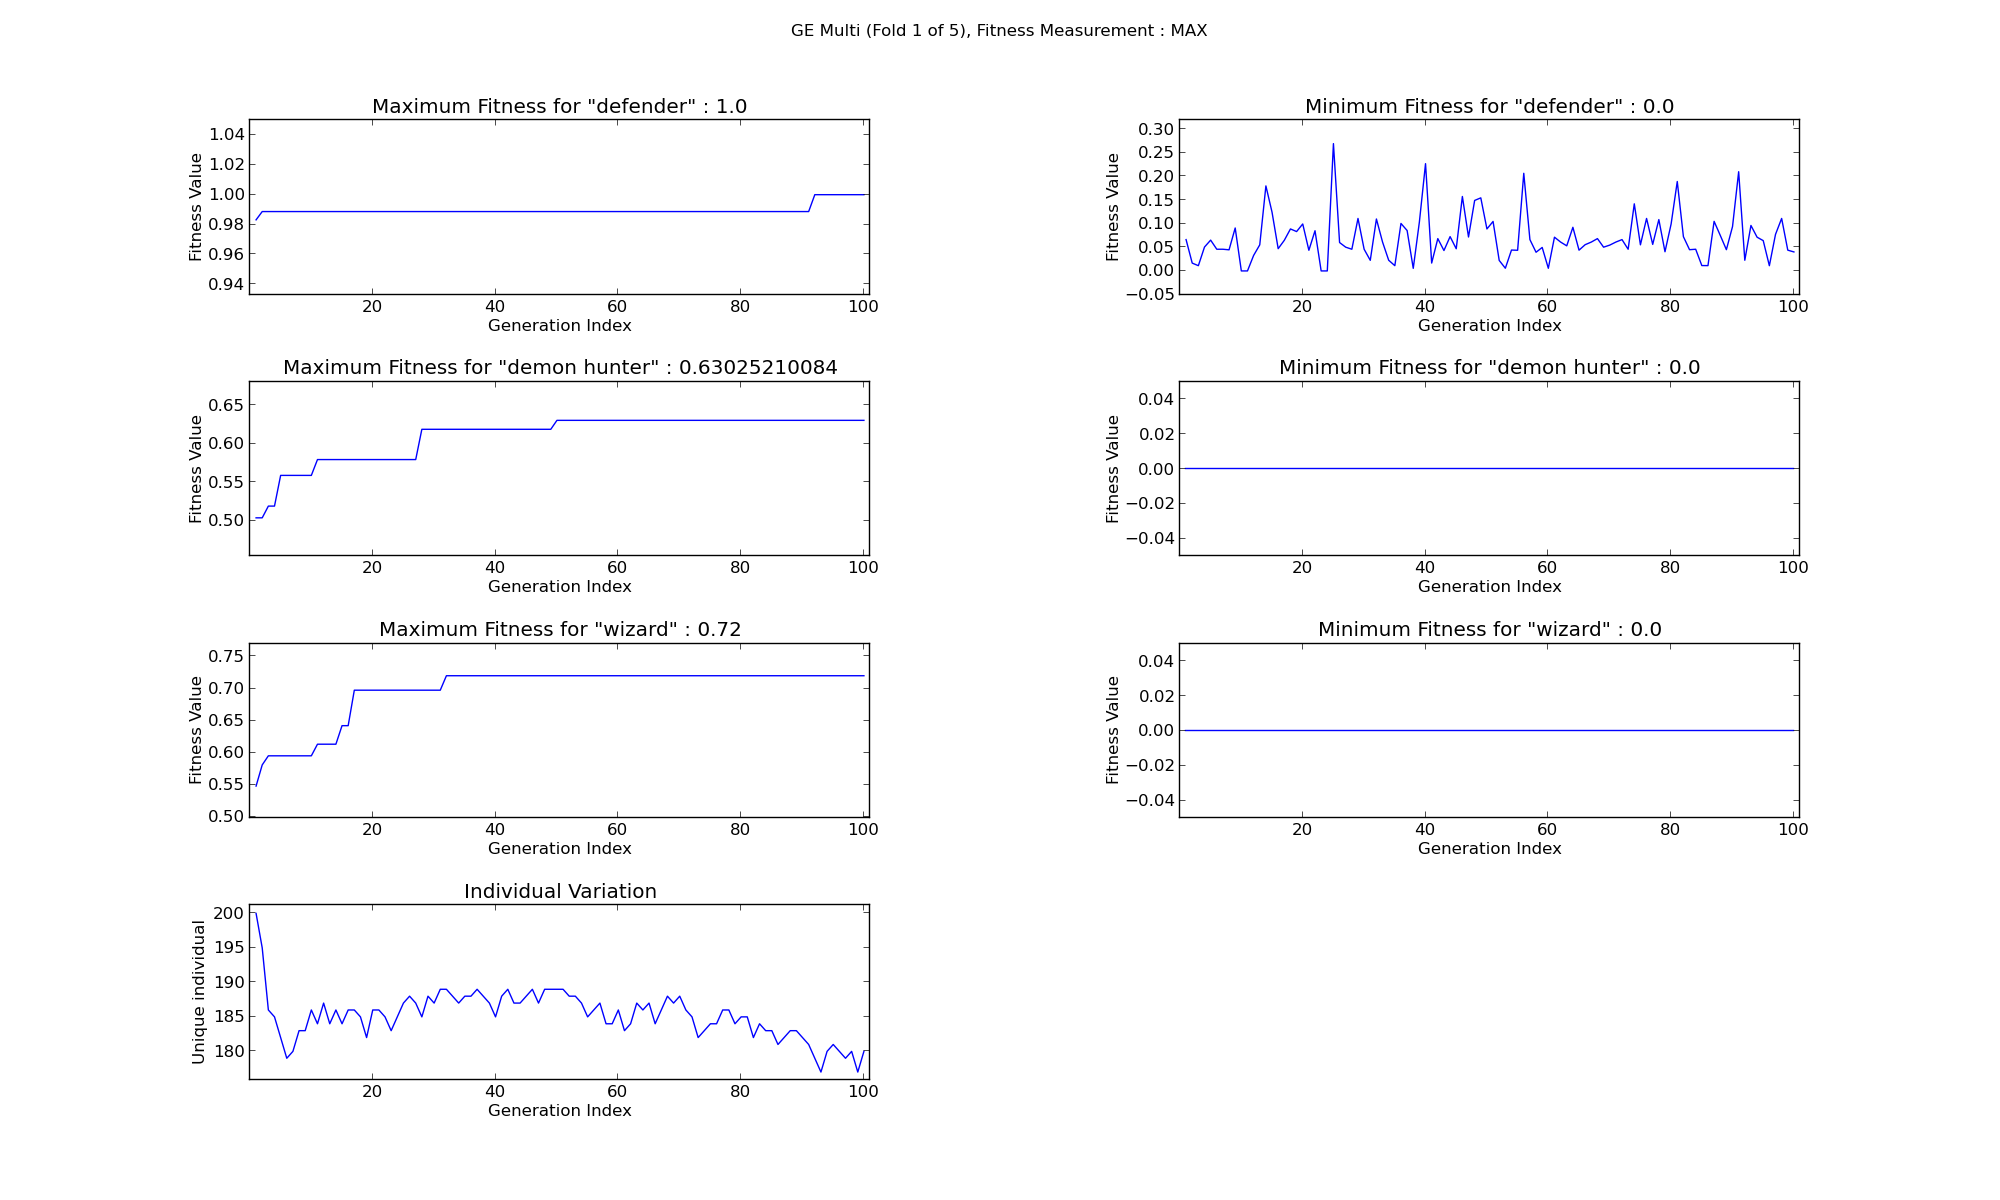 GE Multi (Fold 1 of 5), Fitness Measurement : MAX
Maximum Fitness for "defender" : 1.0
Fitness Value
1.04
1.02
1.00
0.98
0.96
0.94
20 40 60 80 100
Generation Index
Minimum Fitness for "defender" : 0.0
Fitness Value
0.30
0.25
0.20
0.15
0.10
0.05
0.00
−0.05
20 40 60 80 100
Generation Index
Maximum Fitness for "demon hunter" : 0.63025210084
Fitness Value
0.65
0.60
0.55
0.50
20 40 60 80 100
Generation Index
Minimum Fitness for "demon hunter" : 0.0
Fitness Value
0.04
0.02
0.00
−0.02
−0.04
20 40 60 80 100
Generation Index
Maximum Fitness for "wizard" : 0.72
Fitness Value
0.75
0.70
0.65
0.60
0.55
0.50
20 40 60 80 100
Generation Index
Minimum Fitness for "wizard" : 0.0
Fitness Value
0.04
0.02
0.00
−0.02
−0.04
20 40 60 80 100
Generation Index
Individual Variation
Unique individual
200
195
190
185
180
20 40 60 80 100
Generation Index